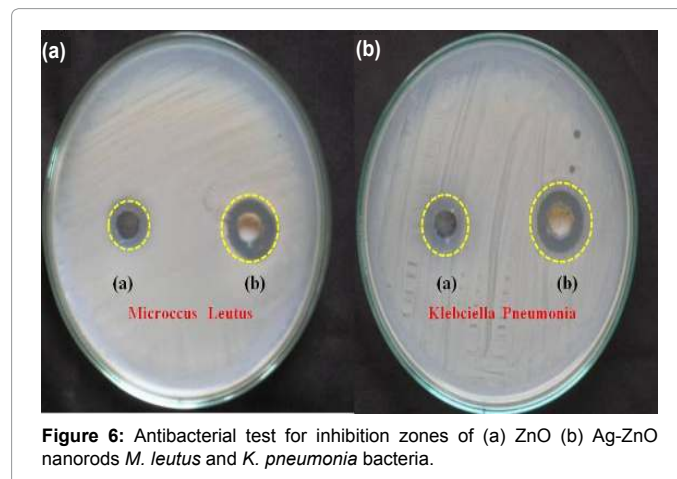 (a)
(b)
(a)
(b)
Microccus Leutus
(a)
(b)
Klebciella Pneumonia
Figure 6: Antibacterial test for inhibition zones of (a) ZnO (b) Ag-ZnO
nanorods M. leutus and K. pneumonia bacteria.